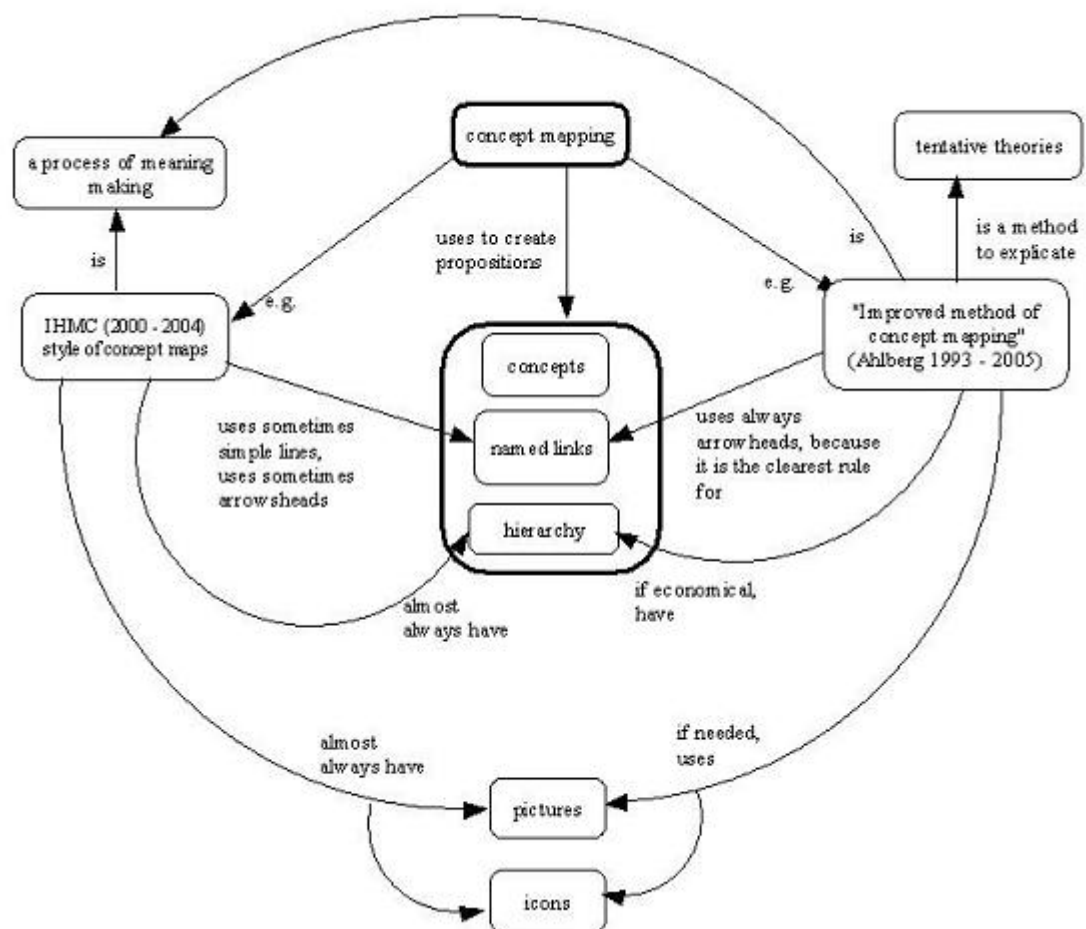 concept mapping
tentative theories
a process of meaning
making
uses to create
propositions
is
is a method
to explicate
is
e.g.
e.g.
IHMC (2000 - 2004)
style of concept maps
"Improved method of
concept mapping"
(Ahlberg 1993 - 2005)
concepts
named links
hierarchy
uses sometimes
simple lines,
uses sometimes
arrowsheads
uses always
arrowheads, because
it is the clearest rule
for
almost
always have
if economical,
have
almost
always have
if needed,
uses
pictures
icons